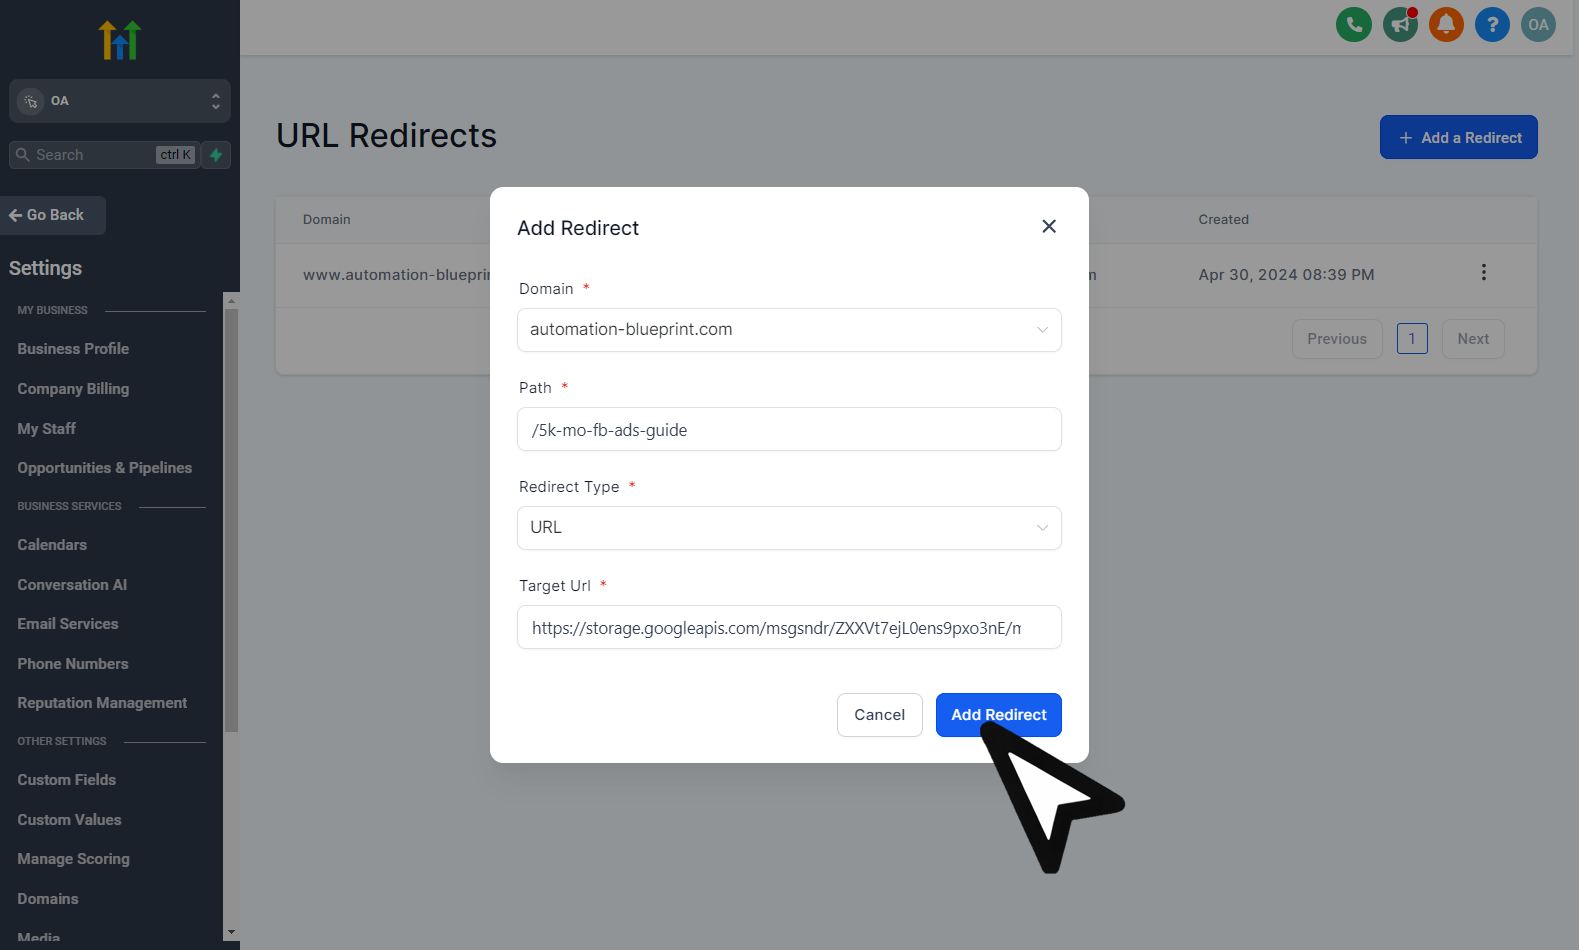 OA
?
OA
Search
ctrl K
Go Back
Settings
MY BUSINESS
Business Profile
Company Billing
My Staff
Opportunities & Pipelines
BUSINESS SERVICES
Calendars
Conversation AI
Email Services
Phone Numbers
Reputation Management
OTHER SETTINGS
Custom Fields
Custom Values
Manage Scoring
Domains
Media
URL Redirects
+ Add a Redirect
Domain
Created
www.automation-blueprin
m
Apr 30, 2024 08:39 PM
Previous
1
Next
Add Redirect
Domain *
automation-blueprint.com
Path *
/5k-mo-fb-ads-guide
Redirect Type *
URL
Target Url *
https://storage.googleapis.com/msgsndr/ZXXVt7ejL0ens9pxo3nE/m
Cancel
Add Redirect